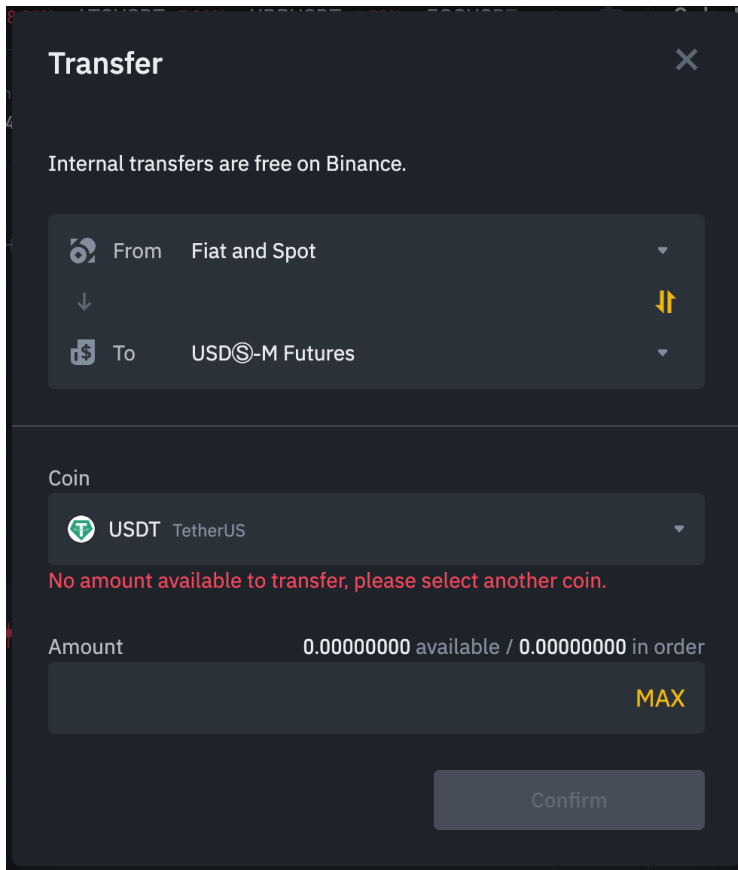 Transfer
Internal transfers are free on Binance.
From Fiat and Spot
To USDⓈ-M Futures
Coin
USDT TetherUS
No amount available to transfer, please select another coin.
Amount 0.00000000 available / 0.00000000 in order
MAX
Confirm